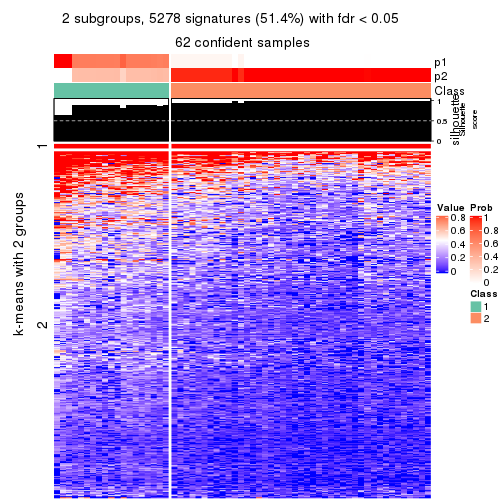 2 subgroups, 5278 signatures (51.4%) with fdr < 0.05
62 confident samples
p1
p2
Class
silhouette
Silhouette
score
1
0.5
0
k-means with 2 groups
1
2
Value
0.8
0.6
0.4
0.2
0
Prob
1
0.8
0.6
0.4
0.2
0
Class
1
2